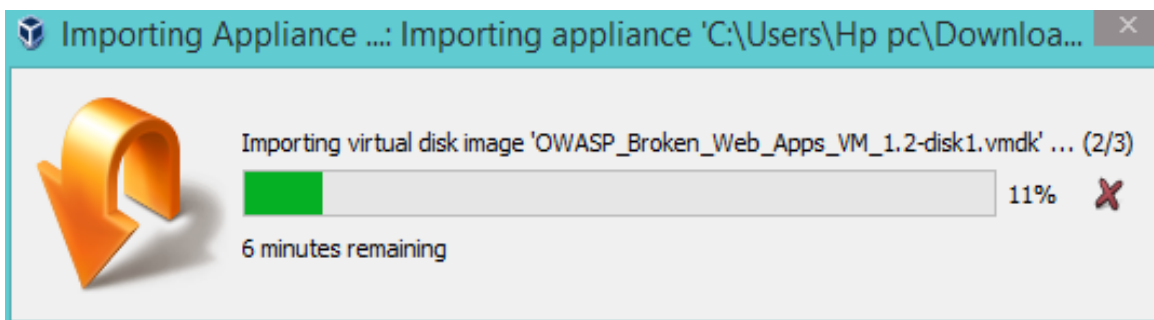 Importing Appliance ...: Importing appliance 'C:\Users\Hp pc\Downloa...
Importing virtual disk image 'OWASP_Broken_Web_Apps_VM_1.2-disk1.vmdk' ... (2/3)
11%
6 minutes remaining